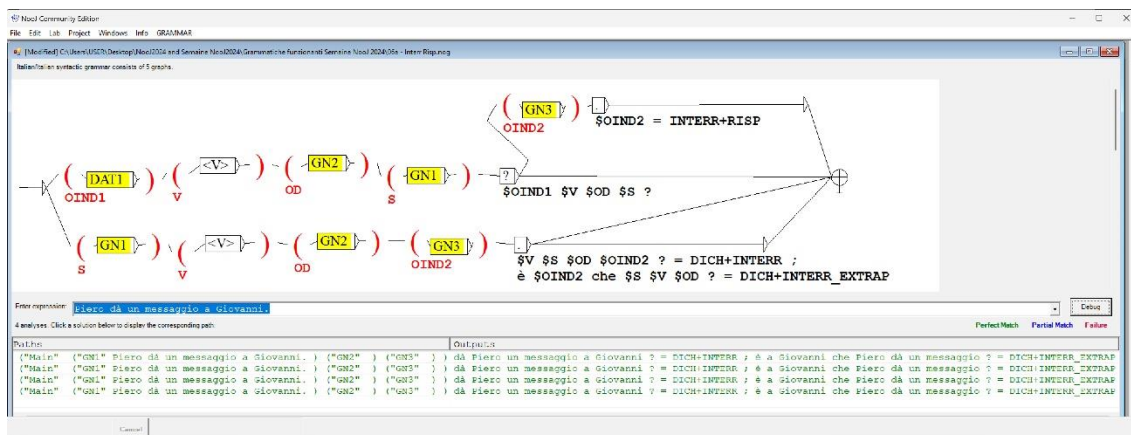 NooJ Community Edition
File Edit Lab Project Windows Info GRAMMAR
[Modified] C:\Users\USER\Desktop\NooJ2024 and Semaine NooJ2024\Grammatiche funzionanti Semaine NooJ 2024\06a - Interr Risp.nog
Italian/Italian syntactic grammar consists of 5 graphs.
( GN3 ) .
OIND2 $OIND2 = INTERR+RISP
( DAT1 ) ( <V> ) ( GN2 ) ( GN1 ) ?
OIND1 V OD S $OIND1 $V $OD $S ?
( GN1 ) ( <V> ) ( GN2 ) ( GN3 ) .
S V OD OIND2 $V $S $OD $OIND2 ? = DICH+INTERR ;
è $OIND2 che $S $V $OD ? = DICH+INTERR_EXTRAP
Enter expression: Piero dà un messaggio a Giovanni. Debug
4 analyses. Click a solution below to display the corresponding path: Perfect Match Partial Match Failure
Paths Outputs
("Main" ("GN1" Piero dà un messaggio a Giovanni. ) ("GN2" ) ("GN3" ) ) dà Piero un messaggio a Giovanni ? = DICH+INTERR ; è a Giovanni che Piero dà un messaggio ? = DICH+INTERR_EXTRAP
("Main" ("GN1" Piero dà un messaggio a Giovanni. ) ("GN2" ) ("GN3" ) ) dà Piero un messaggio a Giovanni ? = DICH+INTERR ; è a Giovanni che Piero dà un messaggio ? = DICH+INTERR_EXTRAP
("Main" ("GN1" Piero dà un messaggio a Giovanni. ) ("GN2" ) ("GN3" ) ) dà Piero un messaggio a Giovanni ? = DICH+INTERR ; è a Giovanni che Piero dà un messaggio ? = DICH+INTERR_EXTRAP
("Main" ("GN1" Piero dà un messaggio a Giovanni. ) ("GN2" ) ("GN3" ) ) dà Piero un messaggio a Giovanni ? = DICH+INTERR ; è a Giovanni che Piero dà un messaggio ? = DICH+INTERR_EXTRAP
Cancel